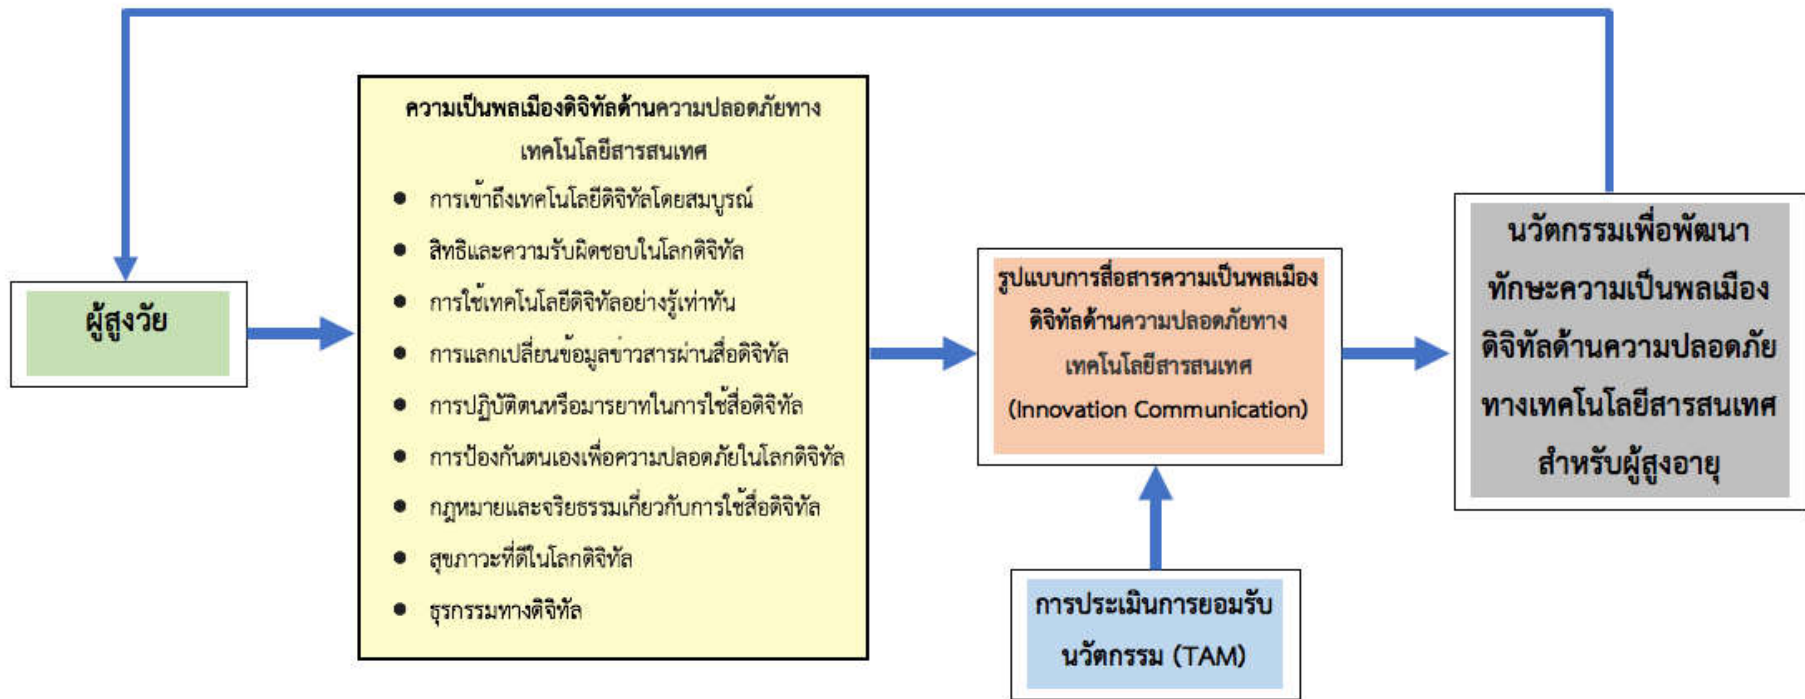 ผู้สูงวัย
ความเป็นพลเมืองดิจิทัลด้านความปลอดภัยทาง
เทคโนโลยีสารสนเทศ
● การเข้าถึงเทคโนโลยีดิจิทัลโดยสมบูรณ์
● สิทธิและความรับผิดชอบในโลกดิจิทัล
● การใช้เทคโนโลยีดิจิทัลอย่างรู้เท่าทัน
● การแลกเปลี่ยนข้อมูลข่าวสารผ่านสื่อดิจิทัล
● การปฏิบัติตนหรือมารยาทในการใช้สื่อดิจิทัล
● การป้องกันตนเองเพื่อความปลอดภัยในโลกดิจิทัล
● กฎหมายและจริยธรรมเกี่ยวกับการใช้สื่อดิจิทัล
● สุขภาวะที่ดีในโลกดิจิทัล
● ธุรกรรมทางดิจิทัล
รูปแบบการสื่อสารความเป็นพลเมือง
ดิจิทัลด้านความปลอดภัยทาง
เทคโนโลยีสารสนเทศ
(Innovation Communication)
การประเมินการยอมรับ
นวัตกรรม (TAM)
นวัตกรรมเพื่อพัฒนา
ทักษะความเป็นพลเมือง
ดิจิทัลด้านความปลอดภัย
ทางเทคโนโลยีสารสนเทศ
สำหรับผู้สูงอายุ